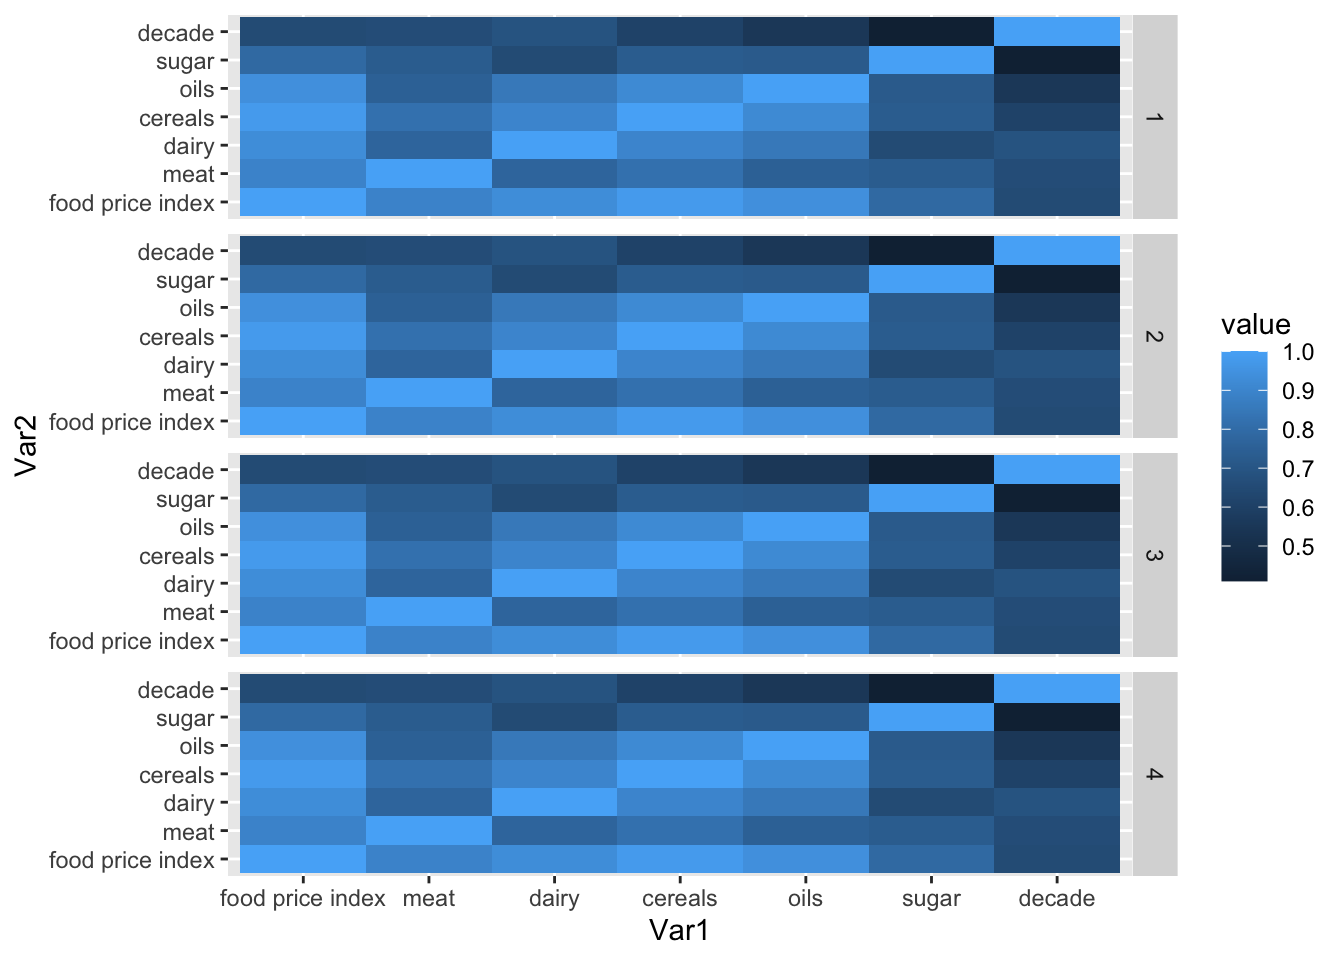 decade
sugar
oils
cereals
dairy
meat
food price index
1
decade
sugar
oils
cereals
dairy
meat
food price index
2
decade
sugar
oils
cereals
dairy
meat
food price index
3
decade
sugar
oils
cereals
dairy
meat
food price index
4
Var2
food price index meat dairy cereals oils sugar decade
Var1
value
1.0
0.9
0.8
0.7
0.6
0.5